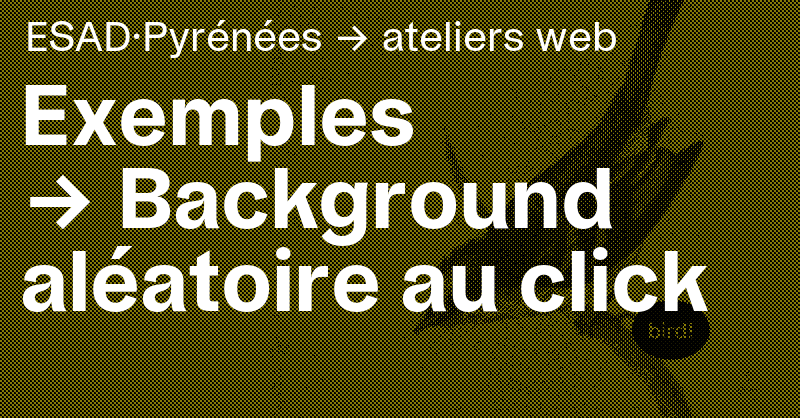 ESAD·Pyrénées → ateliers web
Exemples
→ Background
aléatoire au click
bird!